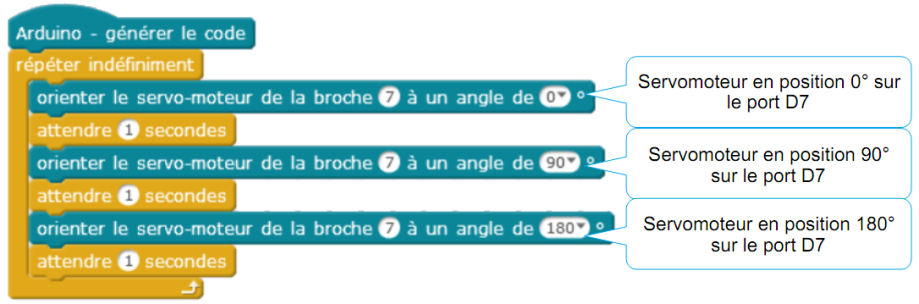 Arduino - générer le code
répéter indéfiniment
orienter le servo-moteur de la broche 7 à un angle de 0 °
attendre 1 secondes
orienter le servo-moteur de la broche 7 à un angle de 90 °
attendre 1 secondes
orienter le servo-moteur de la broche 7 à un angle de 180 °
attendre 1 secondes
Servomoteur en position 0° sur
le port D7
Servomoteur en position 90°
sur le port D7
Servomoteur en position 180°
sur le port D7